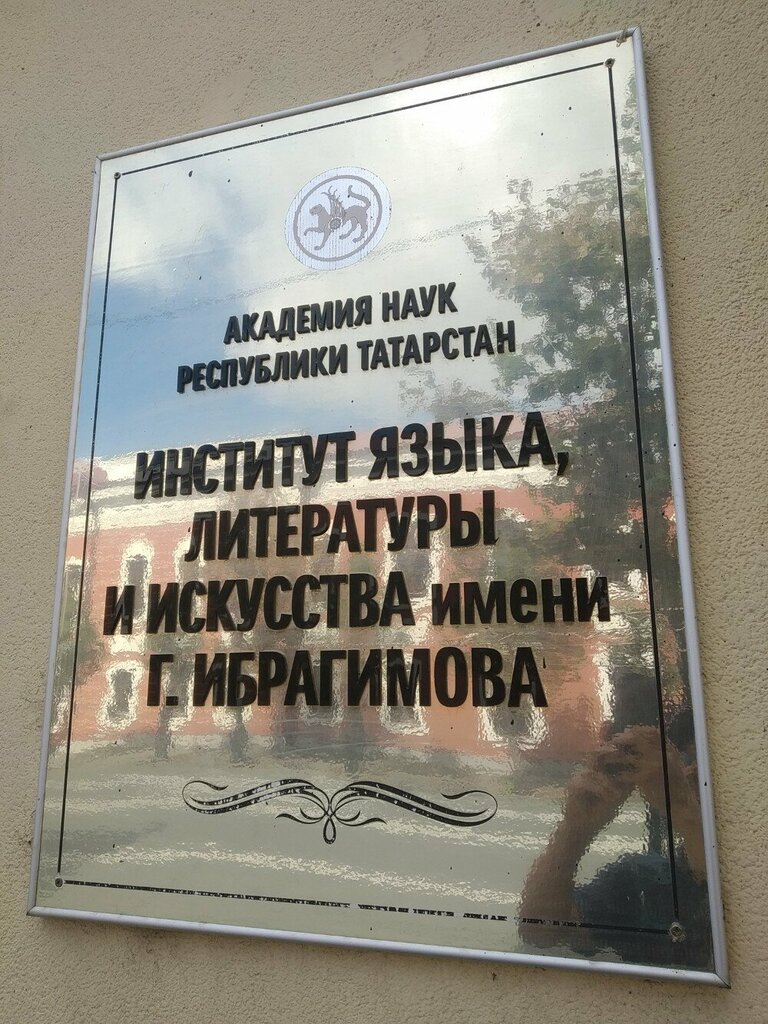 АКАДЕМИЯ НАУК
РЕСПУБЛИКИ ТАТАРСТАН
ИНСТИТУТ ЯЗЫКА,
ЛИТЕРАТУРЫ
И ИСКУССТВА имени
Г. ИБРАГИМОВА